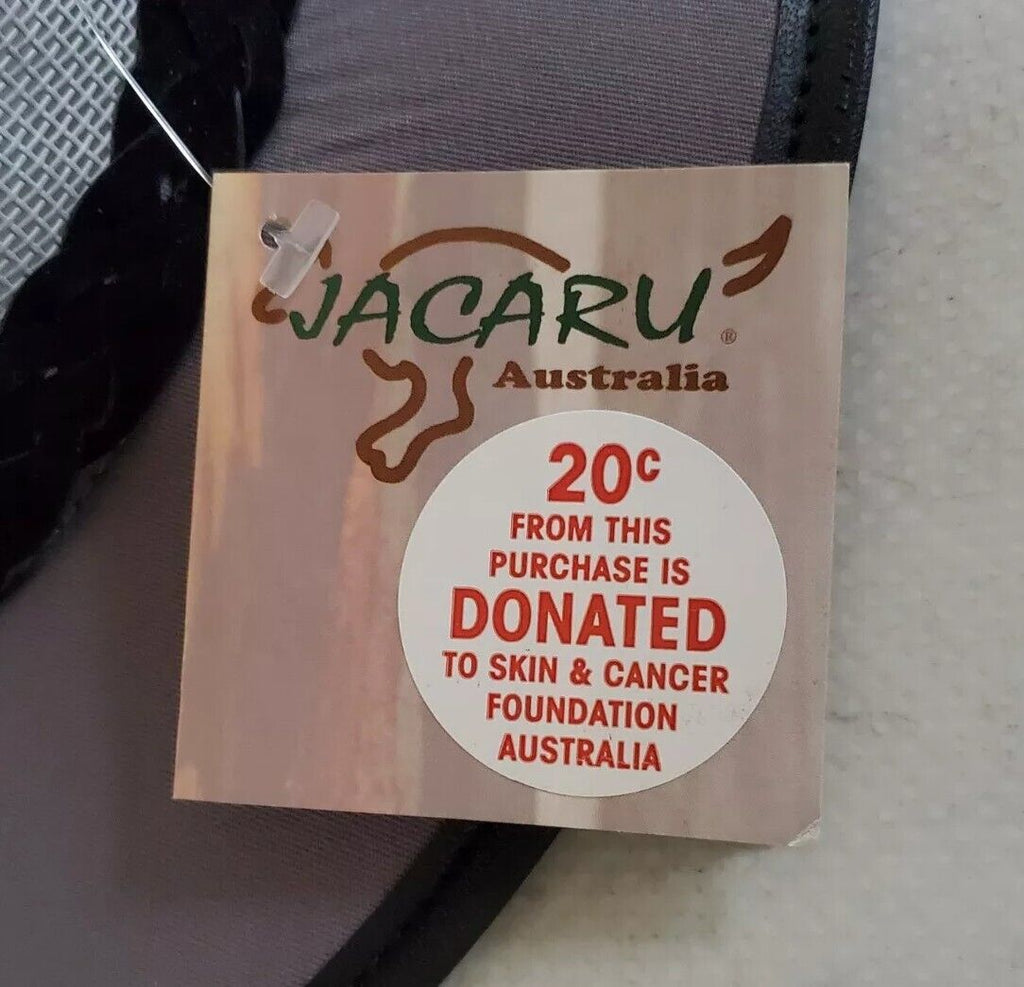 JACARU®
Australia
20c
FROM THIS
PURCHASE IS
DONATED
TO SKIN & CANCER
FOUNDATION
AUSTRALIA